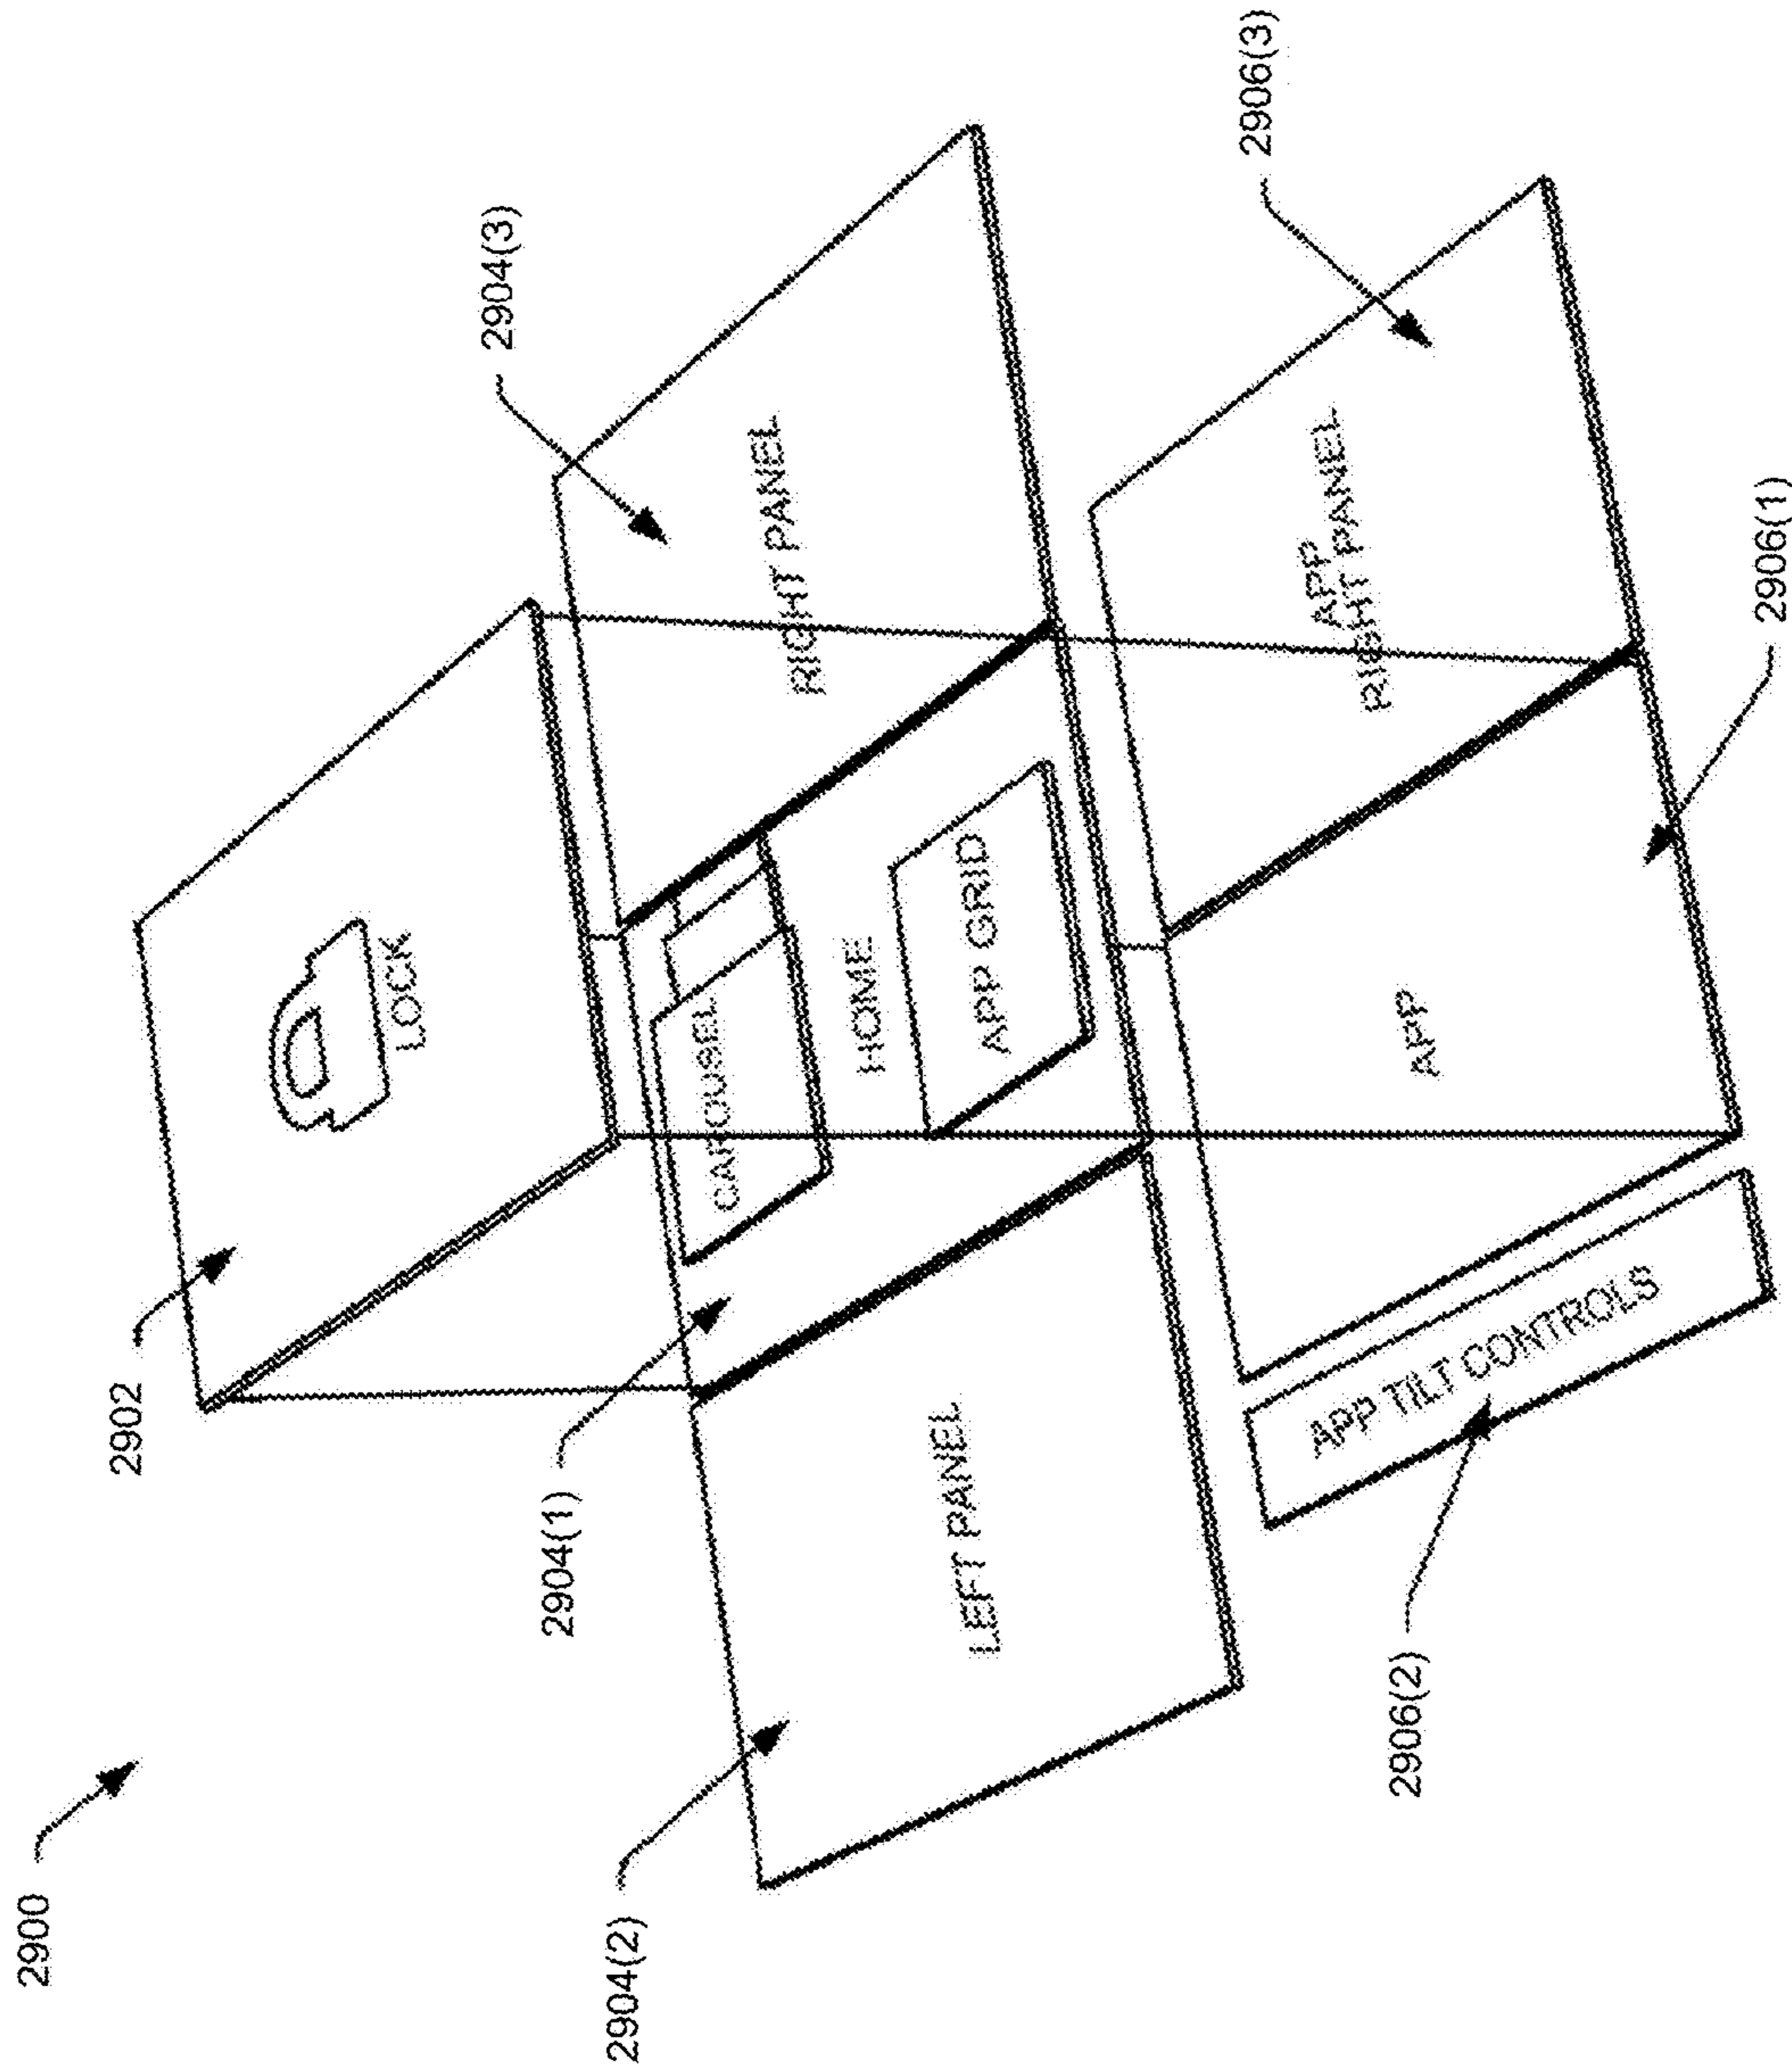 2900
2902
LOCK
2904(1)
CAROUSEL
HOME
APP GRID
2904(2)
LEFT PANEL
2904(3)
RIGHT PANEL
2906(1)
APP
2906(2)
APP TILT CONTROLS
2906(3)
APP
RIGHT PANEL